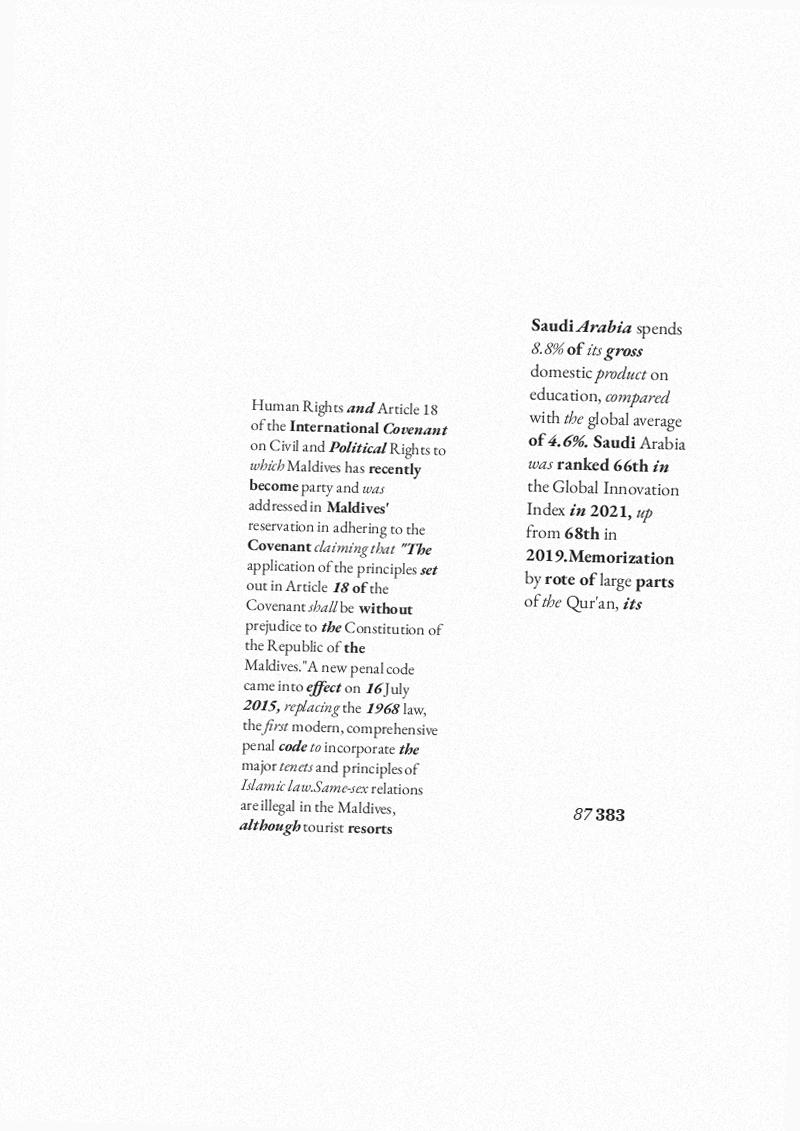 Human Rights and Article 18
of the International Covenant
on Civil and Political Rights to
which Maldives has recently
become party and was
addressed in Maldives'
reservation in adhering to the
Covenant claiming that "The
application of the principles set
out in Article 18 of the
Covenant shall be without
prejudice to the Constitution of
the Republic of the
Maldives."A new penal code
came into effect on 16 July
2015, replacing the 1968 law,
the first modern, comprehensive
penal code to incorporate the
major tenets and principles of
Islamic law.Same-sex relations
are illegal in the Maldives,
although tourist resorts
Saudi Arabia spends
8.8% of its gross
domestic product on
education, compared
with the global average
of 4.6%. Saudi Arabia
was ranked 66th in
the Global Innovation
Index in 2021, up
from 68th in
2019.Memorization
by rote of large parts
of the Qur'an, its
87 383